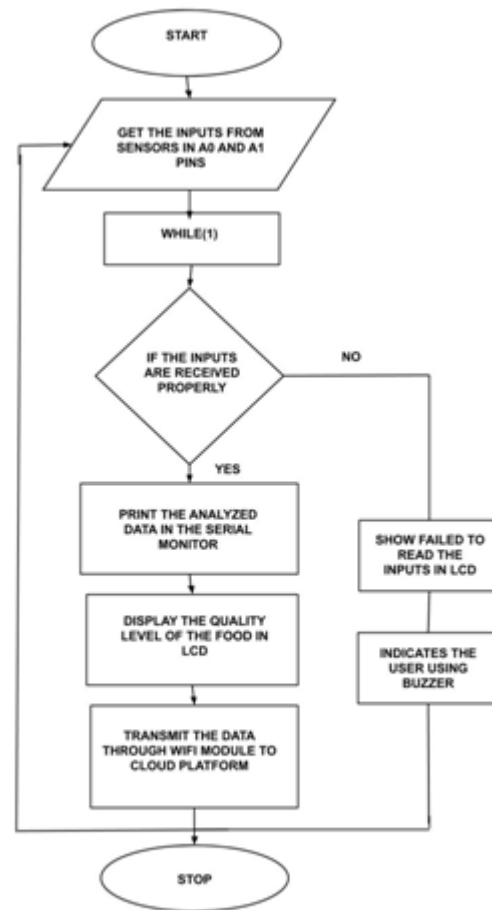 START
GET THE INPUTS FROM
SENSORS IN A0 AND A1
PINS
WHILE(1)
IF THE INPUTS
ARE RECEIVED
PROPERLY
NO
YES
PRINT THE ANALYZED
DATA IN THE SERIAL
MONITOR
SHOW FAILED TO
READ THE
INPUTS IN LCD
DISPLAY THE QUALITY
LEVEL OF THE FOOD IN
LCD
INDICATES THE
USER USING
BUZZER
TRANSMIT THE DATA
THROUGH WIFI MODULE TO
CLOUD PLATFORM
STOP